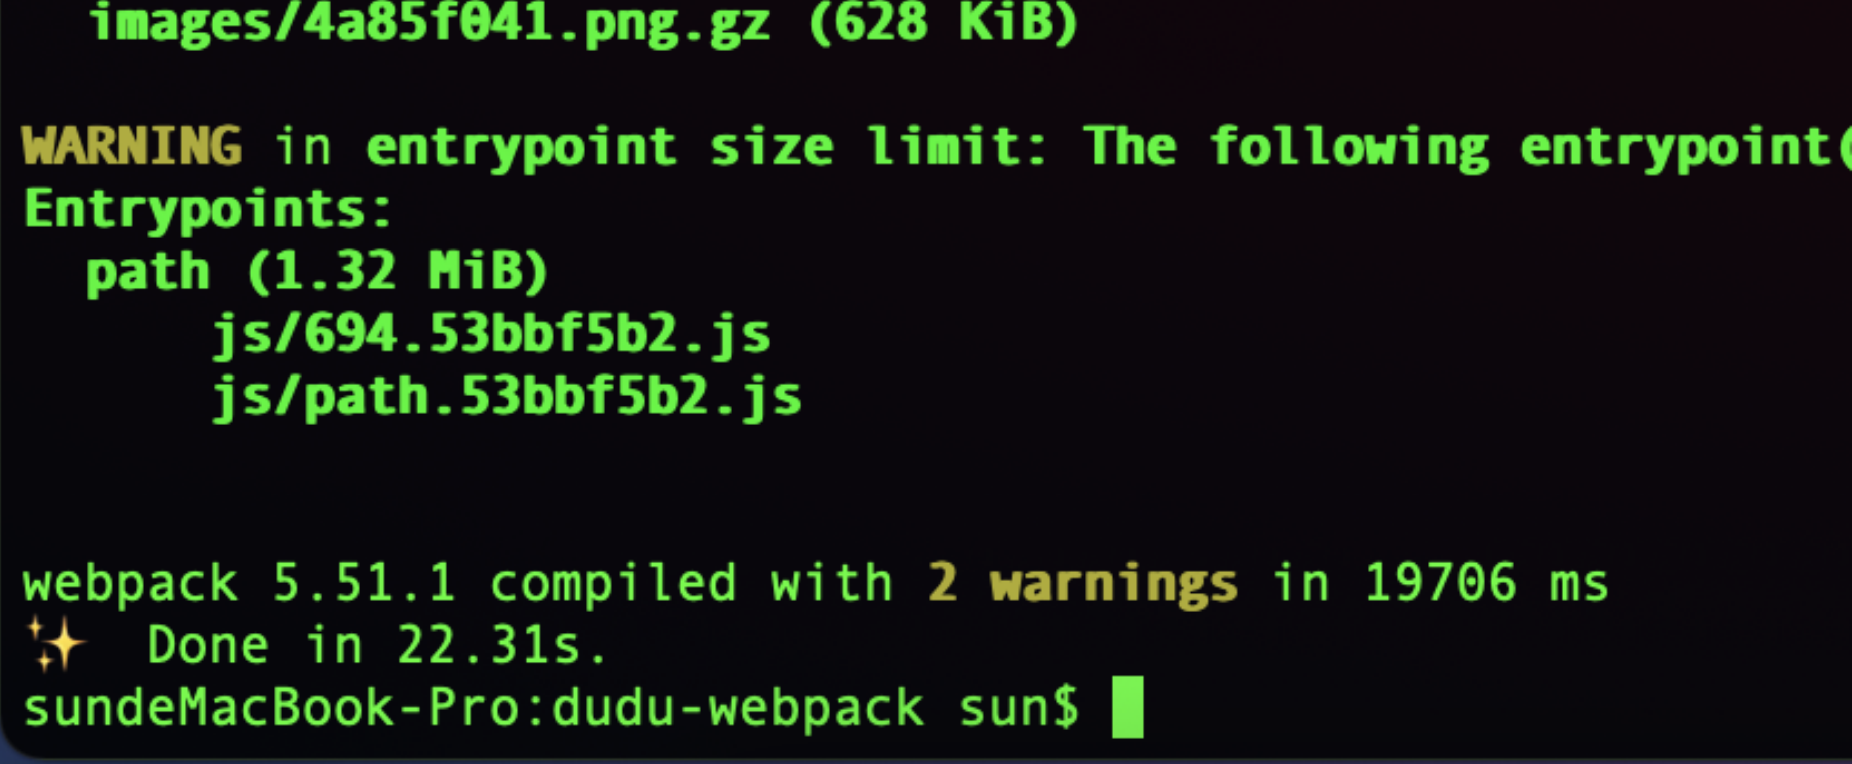 images/4a85f041.png.gz (628 KiB)
WARNING in entrypoint size limit: The following entrypoint(
Entrypoints:
path (1.32 MiB)
js/694.53bbf5b2.js
js/path.53bbf5b2.js
webpack 5.51.1 compiled with 2 warnings in 19706 ms
✨ Done in 22.31s.
sundeMacBook-Pro:dudu-webpack sun$